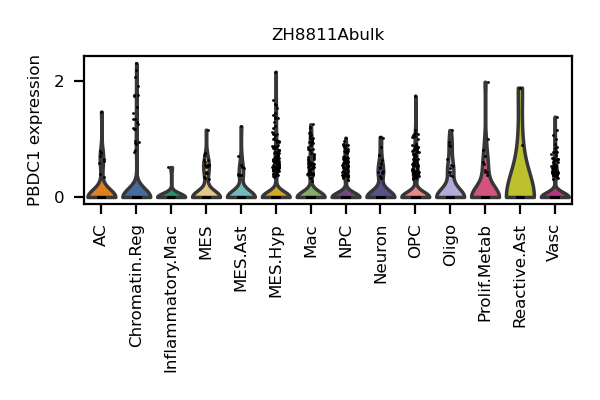 ZH8811Abulk
PBDC1 expression
2
0
AC
Chromatin.Reg
Inflammatory.Mac
MES
MES.Ast
MES.Hyp
Mac
NPC
Neuron
OPC
Oligo
Prolif.Metab
Reactive.Ast
Vasc